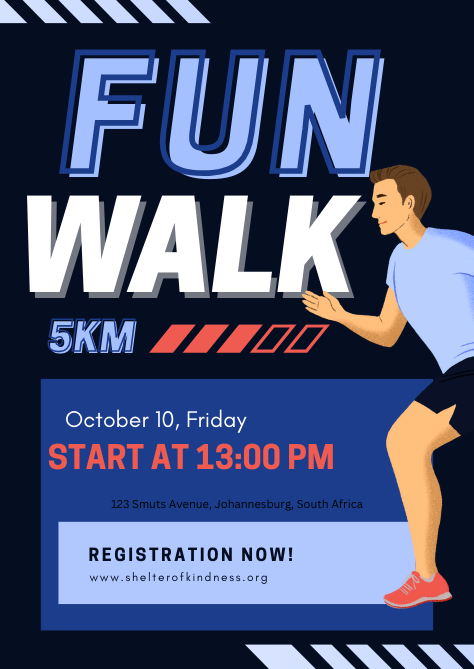 FUN
WALK
5KM
October 10, Friday
START AT 13:00 PM
123 Smuts Avenue, Johannesburg, South Africa
REGISTRATION NOW!
www.shelterofkindness.org